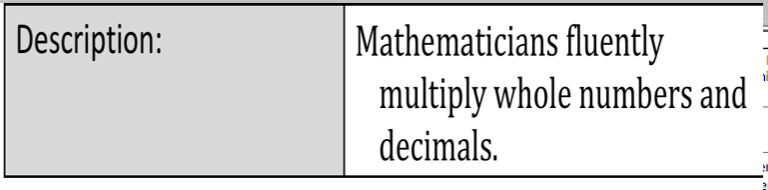 Description:
Mathematicians fluently
multiply whole numbers and
decimals.